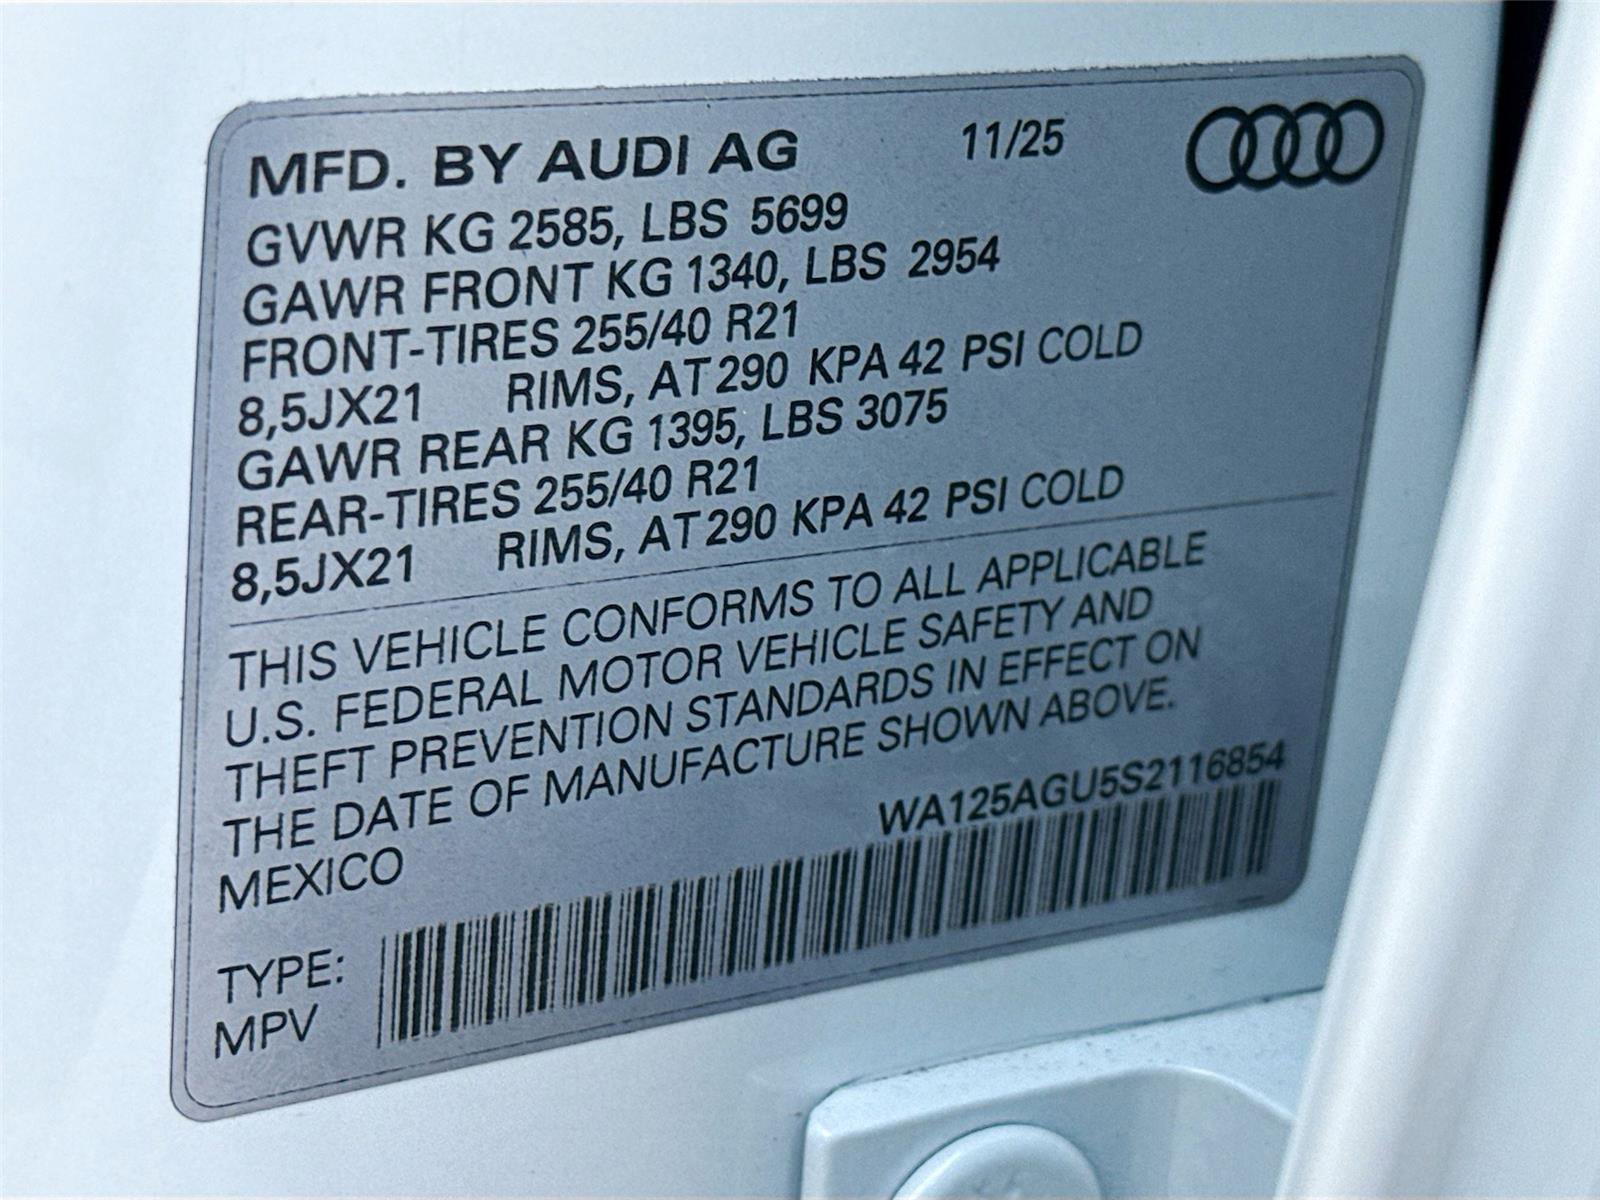 MFD. BY AUDI AG 11/25
GVWR KG 2585, LBS 5699
GAWR FRONT KG 1340, LBS 2954
FRONT-TIRES 255/40 R21
8,5JX21 RIMS, AT 290 KPA 42 PSI COLD
GAWR REAR KG 1395, LBS 3075
REAR-TIRES 255/40 R21
8,5JX21 RIMS, AT 290 KPA 42 PSI COLD
THIS VEHICLE CONFORMS TO ALL APPLICABLE
U.S. FEDERAL MOTOR VEHICLE SAFETY AND
THEFT PREVENTION STANDARDS IN EFFECT ON
THE DATE OF MANUFACTURE SHOWN ABOVE.
MEXICO WA125AGU5S2116854
TYPE:
MPV